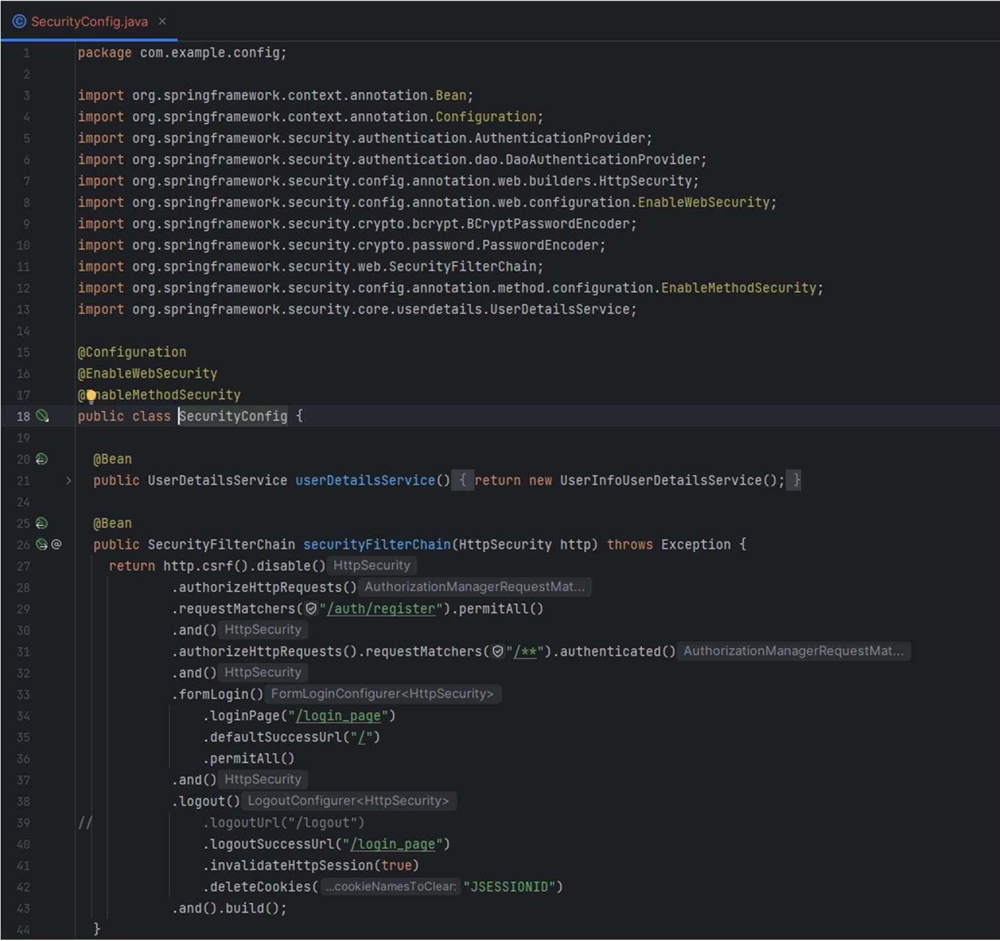 SecurityConfig.java ×
1 package com.example.config;
2
3 import org.springframework.context.annotation.Bean;
4 import org.springframework.context.annotation.Configuration;
5 import org.springframework.security.authentication.AuthenticationProvider;
6 import org.springframework.security.authentication.dao.DaoAuthenticationProvider;
7 import org.springframework.security.config.annotation.web.builders.HttpSecurity;
8 import org.springframework.security.config.annotation.web.configuration.EnableWebSecurity;
9 import org.springframework.security.crypto.bcrypt.BCryptPasswordEncoder;
10 import org.springframework.security.crypto.password.PasswordEncoder;
11 import org.springframework.security.web.SecurityFilterChain;
12 import org.springframework.security.config.annotation.method.configuration.EnableMethodSecurity;
13 import org.springframework.security.core.userdetails.UserDetailsService;
14
15 @Configuration
16 @EnableWebSecurity
17 @EnableMethodSecurity
18 public class SecurityConfig {
19
20 @Bean
21 public UserDetailsService userDetailsService() { return new UserInfoUserDetailsService(); }
24
25 @Bean
26 @ public SecurityFilterChain securityFilterChain(HttpSecurity http) throws Exception {
27 return http.csrf().disable() HttpSecurity
28 .authorizeHttpRequests() AuthorizationManagerRequestMat...
29 .requestMatchers("/auth/register").permitAll()
30 .and() HttpSecurity
31 .authorizeHttpRequests().requestMatchers("/**").authenticated() AuthorizationManagerRequestMat...
32 .and() HttpSecurity
33 .formLogin() FormLoginConfigurer<HttpSecurity>
34 .loginPage("/login_page")
35 .defaultSuccessUrl("/")
36 .permitAll()
37 .and() HttpSecurity
38 .logout() LogoutConfigurer<HttpSecurity>
39 // .logoutUrl("/logout")
40 .logoutSuccessUrl("/login_page")
41 .invalidateHttpSession(true)
42 .deleteCookies( ...cookieNamesToClear: "JSESSIONID")
43 .and().build();
44 }